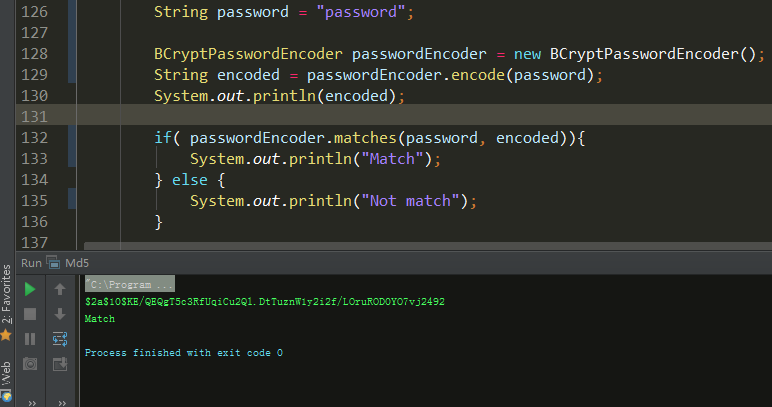 126 String password = "password";
127
128 BCryptPasswordEncoder passwordEncoder = new BCryptPasswordEncoder();
129 String encoded = passwordEncoder.encode(password);
130 System.out.println(encoded);
131
132 if( passwordEncoder.matches(password, encoded)){
133 System.out.println("Match");
134 } else {
135 System.out.println("Not match");
136 }
137
Run Md5
"C:\Program ...
$2a$10$KE/QEQgT5c3RfUqiCu2Ql.DtTuznWiy2i2f/LOruRODOYO7vj2492
Match
Process finished with exit code 0
2: Favorites
Web
»
»